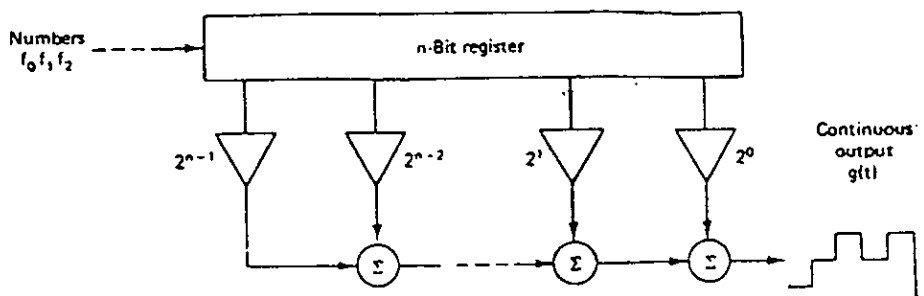 Numbers
f₀ f₁ f₂
n-Bit register
2ⁿ⁻¹
2ⁿ⁻²
2¹
2⁰
Continuous
output
g(t)
Σ
Σ
Σ